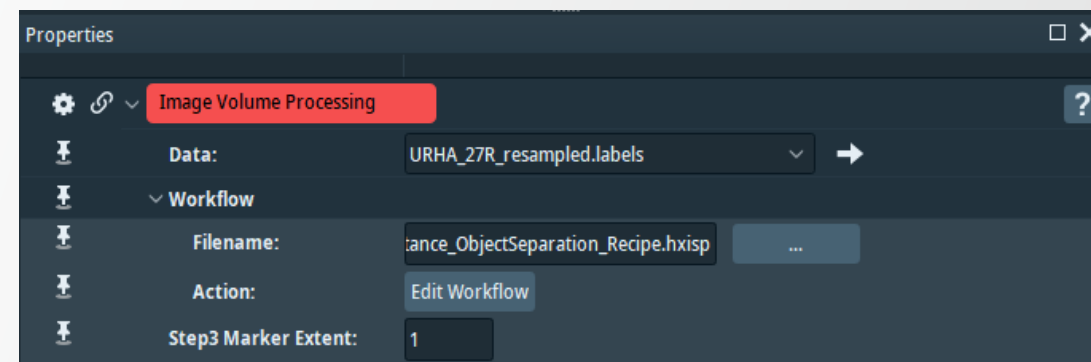 Properties
Image Volume Processing
?
Data: URHA_27R_resampled.labels
Workflow
Filename: tance_ObjectSeparation_Recipe.hxisp ...
Action: Edit Workflow
Step3 Marker Extent: 1